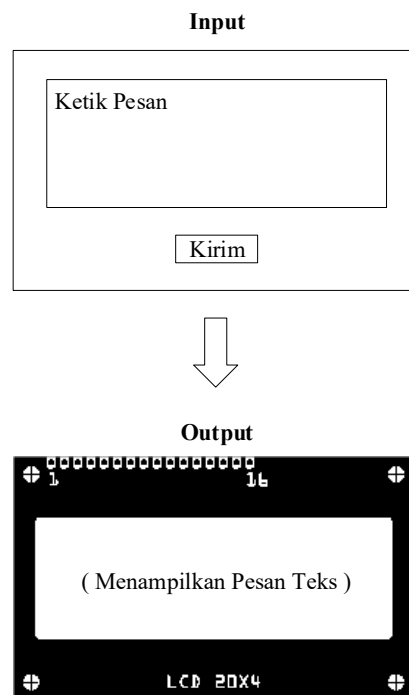 Input
Ketik Pesan
Kirim
Output
1 16
( Menampilkan Pesan Teks )
LCD 20X4